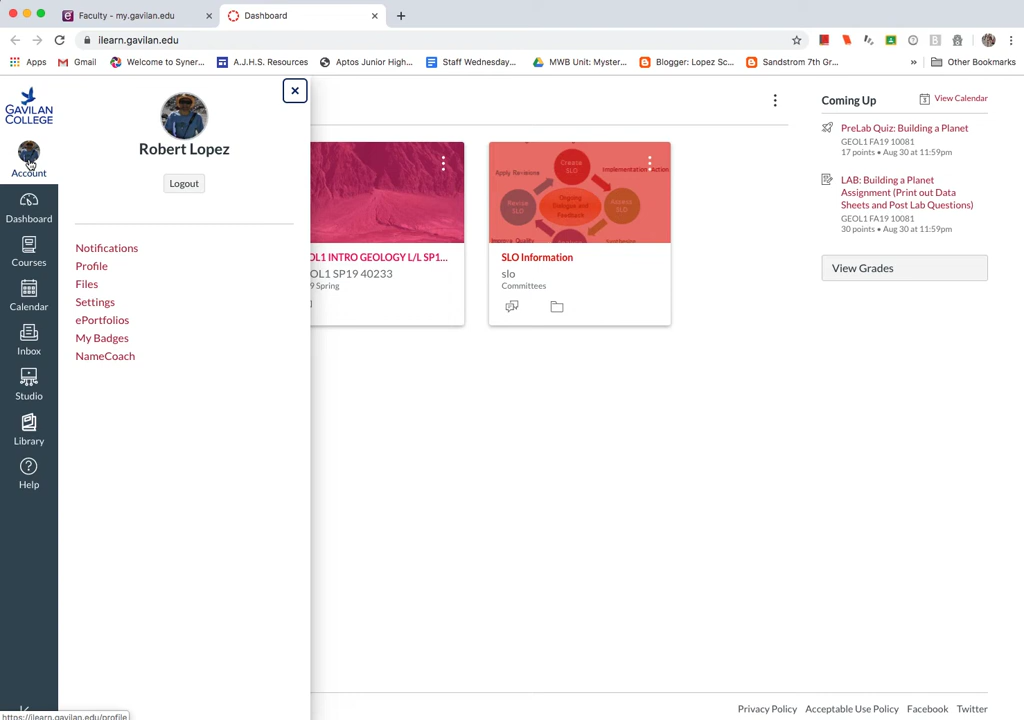 Faculty - my.gavilan.edu
Dashboard
ilearn.gavilan.edu
Apps
Gmail
Welcome to Syner...
A.J.H.S. Resources
Aptos Junior High...
Staff Wednesday...
MWB Unit: Myster...
Blogger: Lopez Sc...
Sandstrom 7th Gr...
»
Other Bookmarks
GAVILAN
COLLEGE
Account
Dashboard
Courses
Calendar
Inbox
Studio
Library
Help
Robert Lopez
Logout
Notifications
Profile
Files
Settings
ePortfolios
My Badges
NameCoach
OL1 INTRO GEOLOGY L/L SP1...
OL1 SP19 40233
9 Spring
Create
SLO
Apply Revisions
Implementation Action
Revise
SLO
Ongoing
Dialogue and
Feedback
Assess
SLO
Improve Quality
SLO Information
slo
Committees
Coming Up
View Calendar
PreLab Quiz: Building a Planet
GEOL1 FA19 10081
17 points • Aug 30 at 11:59pm
LAB: Building a Planet
Assignment (Print out Data
Sheets and Post Lab Questions)
GEOL1 FA19 10081
30 points • Aug 30 at 11:59pm
View Grades
https://ilearn.gavilan.edu/profile
Privacy Policy
Acceptable Use Policy
Facebook
Twitter